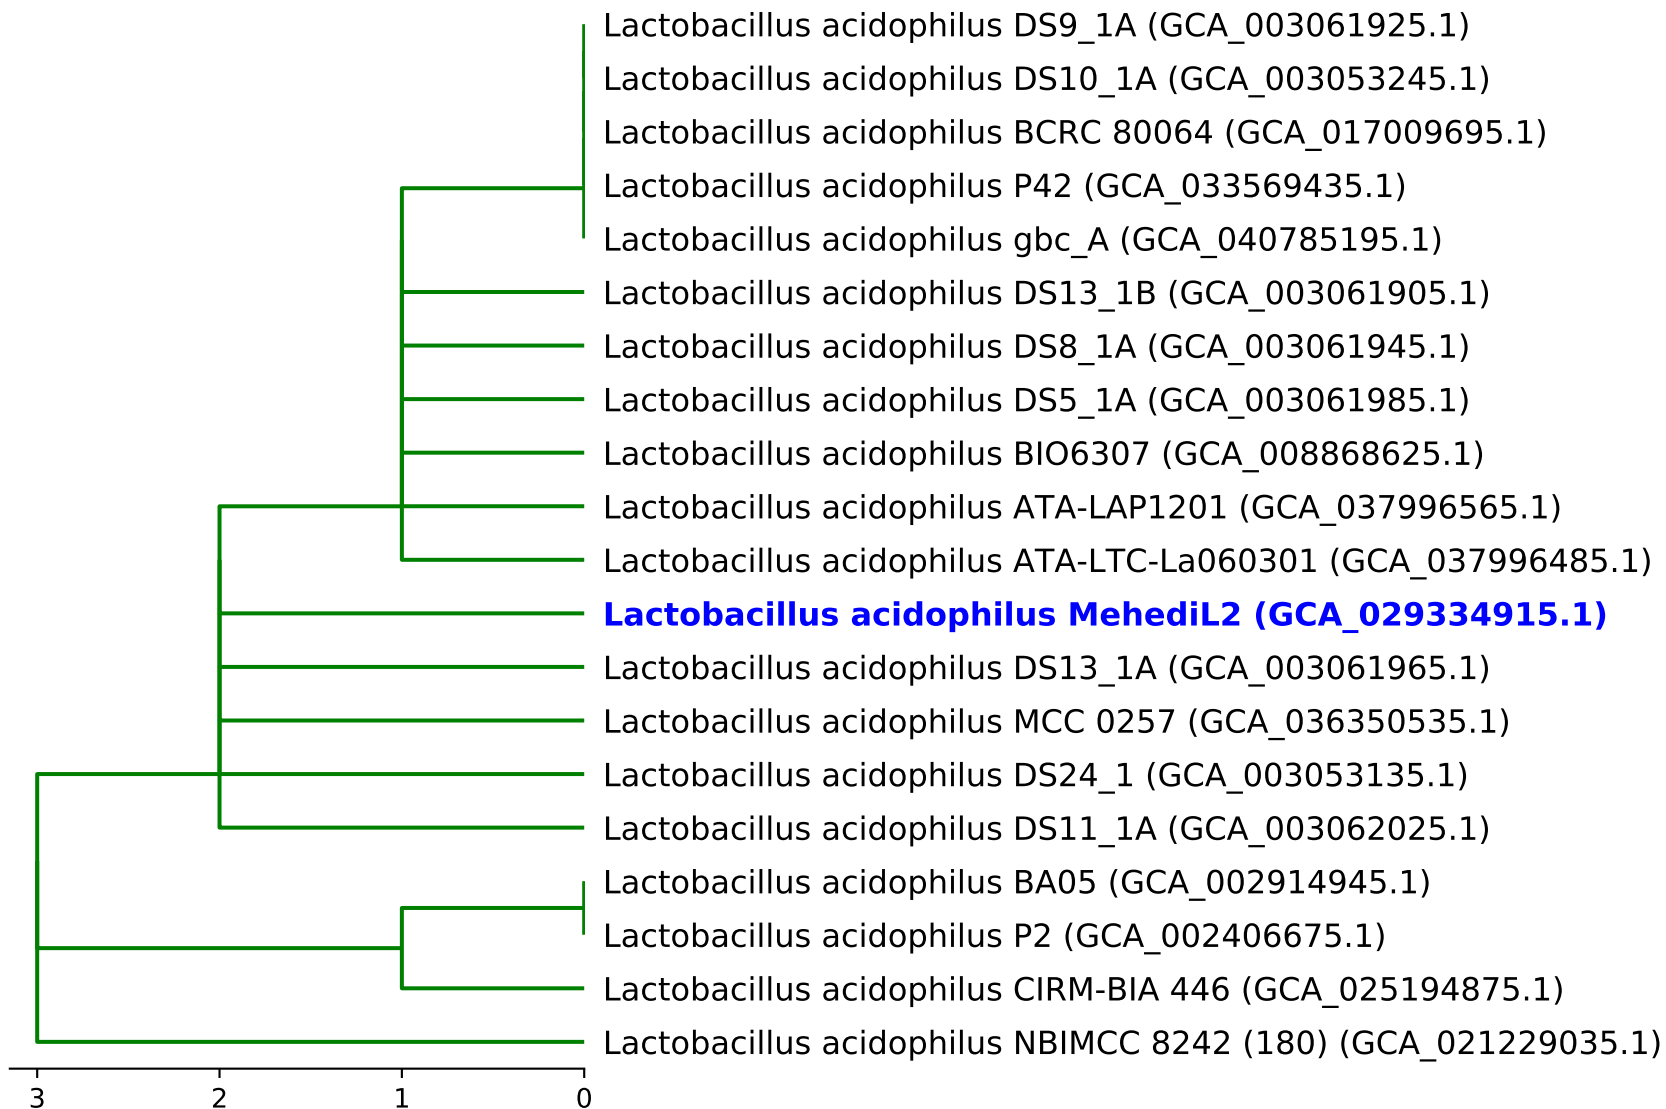 Lactobacillus acidophilus DS9_1A (GCA_003061925.1)
Lactobacillus acidophilus DS10_1A (GCA_003053245.1)
Lactobacillus acidophilus BCRC 80064 (GCA_017009695.1)
Lactobacillus acidophilus P42 (GCA_033569435.1)
Lactobacillus acidophilus gbc_A (GCA_040785195.1)
Lactobacillus acidophilus DS13_1B (GCA_003061905.1)
Lactobacillus acidophilus DS8_1A (GCA_003061945.1)
Lactobacillus acidophilus DS5_1A (GCA_003061985.1)
Lactobacillus acidophilus BIO6307 (GCA_008868625.1)
Lactobacillus acidophilus ATA-LAP1201 (GCA_037996565.1)
Lactobacillus acidophilus ATA-LTC-La060301 (GCA_037996485.1)
Lactobacillus acidophilus MehediL2 (GCA_029334915.1)
Lactobacillus acidophilus DS13_1A (GCA_003061965.1)
Lactobacillus acidophilus MCC 0257 (GCA_036350535.1)
Lactobacillus acidophilus DS24_1 (GCA_003053135.1)
Lactobacillus acidophilus DS11_1A (GCA_003062025.1)
Lactobacillus acidophilus BA05 (GCA_002914945.1)
Lactobacillus acidophilus P2 (GCA_002406675.1)
Lactobacillus acidophilus CIRM-BIA 446 (GCA_025194875.1)
Lactobacillus acidophilus NBIMCC 8242 (180) (GCA_021229035.1)
3 2 1 0